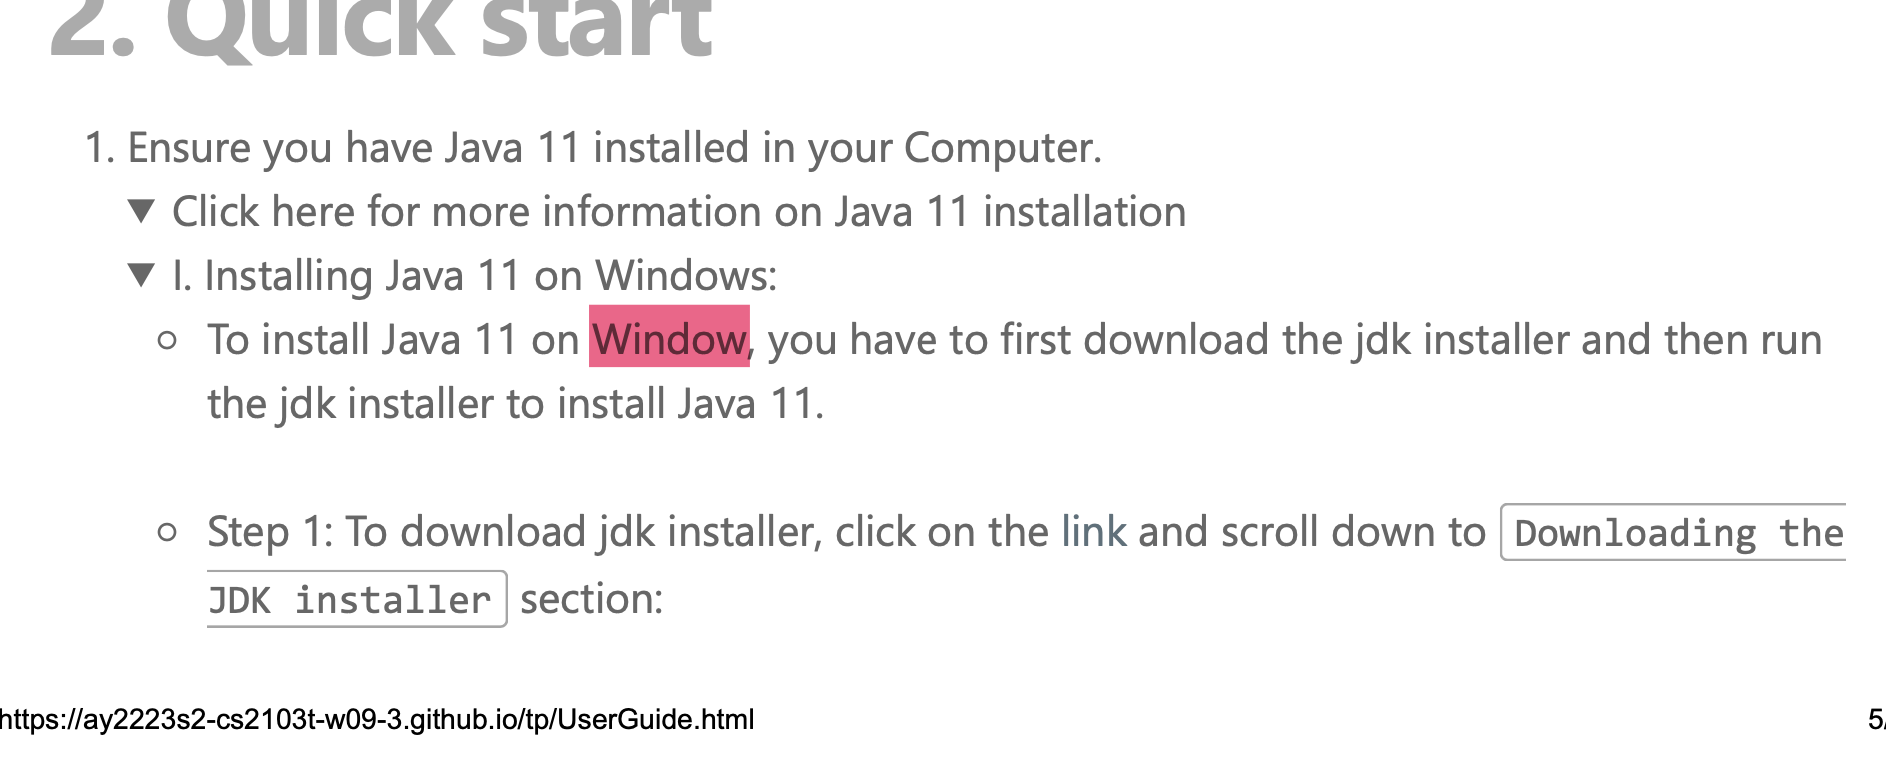 2. Quick start
1. Ensure you have Java 11 installed in your Computer.
▼ Click here for more information on Java 11 installation
▼ I. Installing Java 11 on Windows:
○ To install Java 11 on Window, you have to first download the jdk installer and then run
the jdk installer to install Java 11.
○ Step 1: To download jdk installer, click on the link and scroll down to Downloading the
JDK installer section:
https://ay2223s2-cs2103t-w09-3.github.io/tp/UserGuide.html 5/